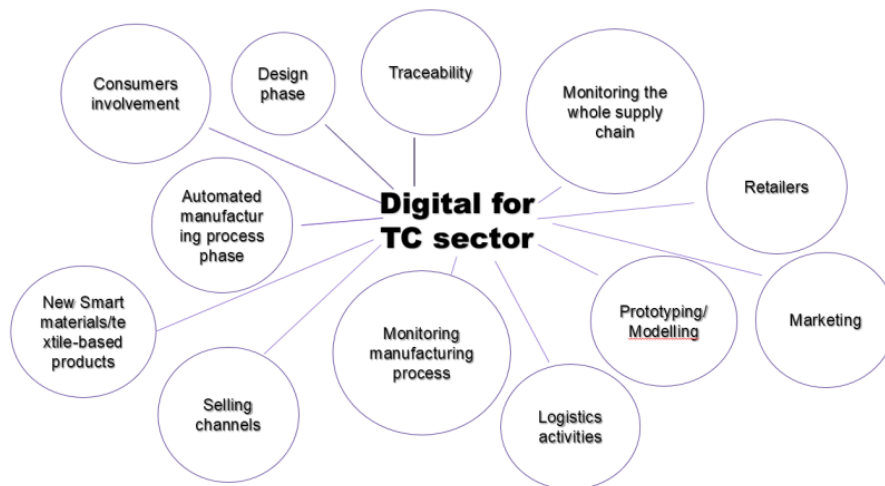 Consumers
involvement
Design
phase
Traceability
Monitoring the
whole supply
chain
Retailers
Automated
manufactur
ing process
phase
Digital for
TC sector
New Smart
materials/te
xtile-based
products
Selling
channels
Monitoring
manufacturing
process
Logistics
activities
Prototyping/
Modelling
Marketing